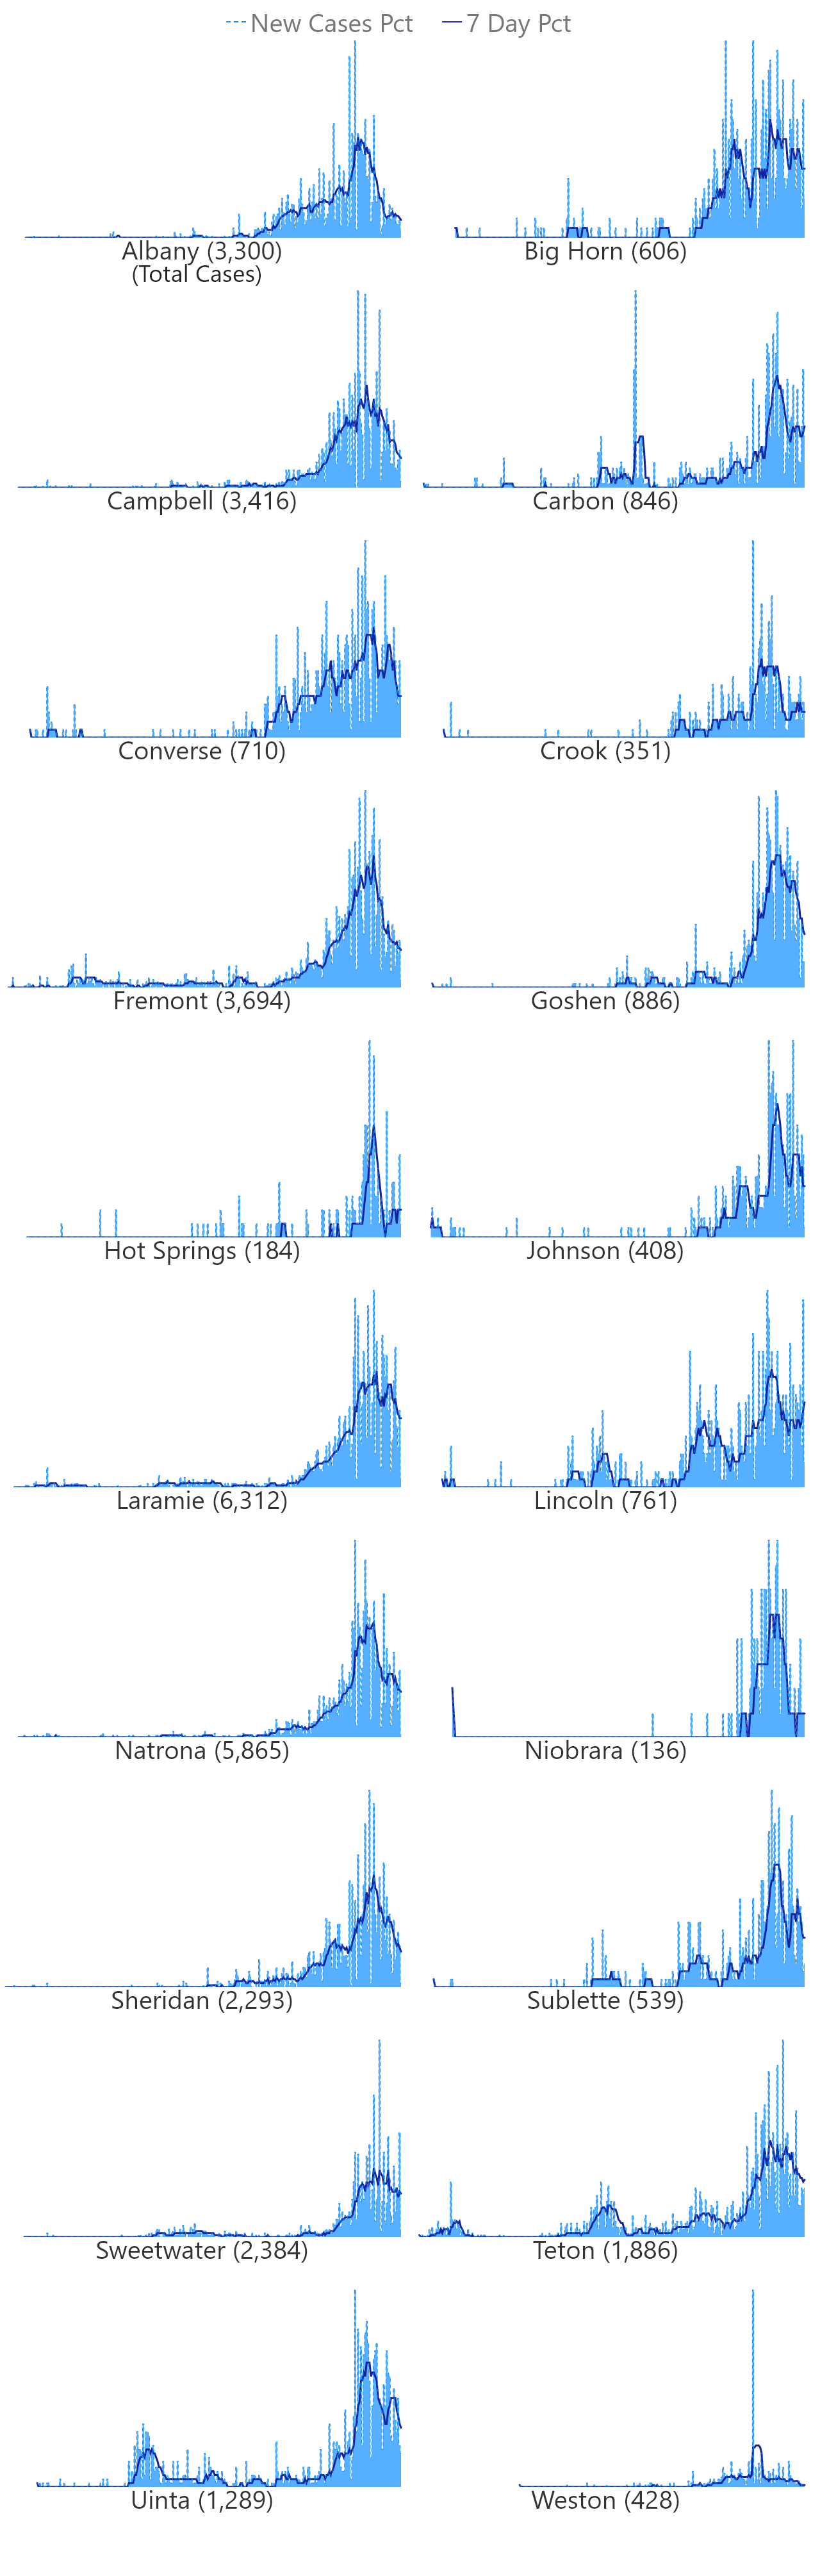 New Cases Pct 7 Day Pct
Albany (3,300) Big Horn (606)
(Total Cases)
Campbell (3,416) Carbon (846)
Converse (710) Crook (351)
Fremont (3,694) Goshen (886)
Hot Springs (184) Johnson (408)
Laramie (6,312) Lincoln (761)
Natrona (5,865) Niobrara (136)
Sheridan (2,293) Sublette (539)
Sweetwater (2,384) Teton (1,886)
Uinta (1,289) Weston (428)